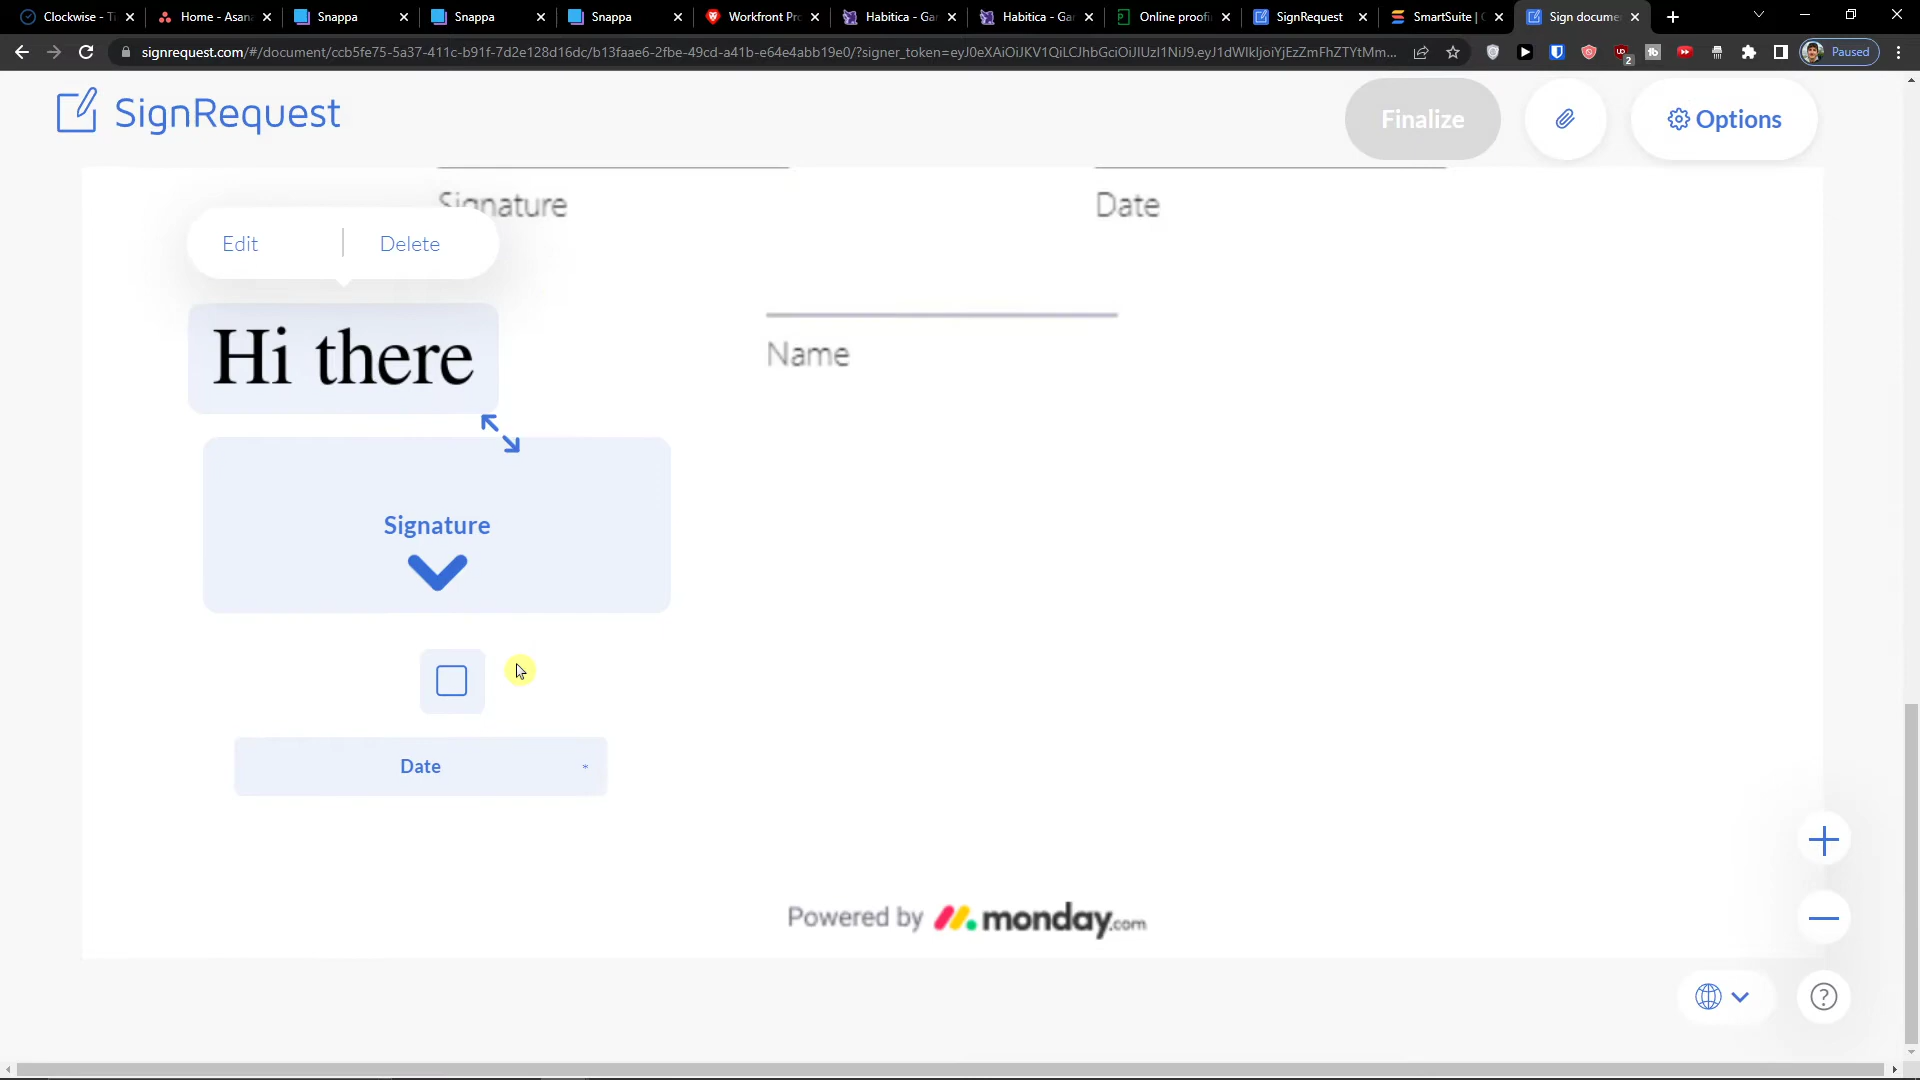 Clockwise - Ti
Home - Asana
Snappa
Snappa
Snappa
Workfront Pr
Habitica - Ga
Habitica - Ga
Online proofi
SignRequest
SmartSuite |
Sign docume
signrequest.com/#/document/ccb5fe75-5a37-411c-b91f-7d2e128d16dc/b13faae6-2fbe-49cd-a41b-e64e4abb19e0/?signer_token=eyJ0eXAiOiJKV1QiLCJhbGciOiJIUzI1NiJ9.eyJ1dWlkIjoiYjEzZmFhZTYtMm...
2
Paused
SignRequest
Finalize
Options
Signature
Date
Edit
Delete
Hi there
Name
Signature
Date *
Powered by monday.com